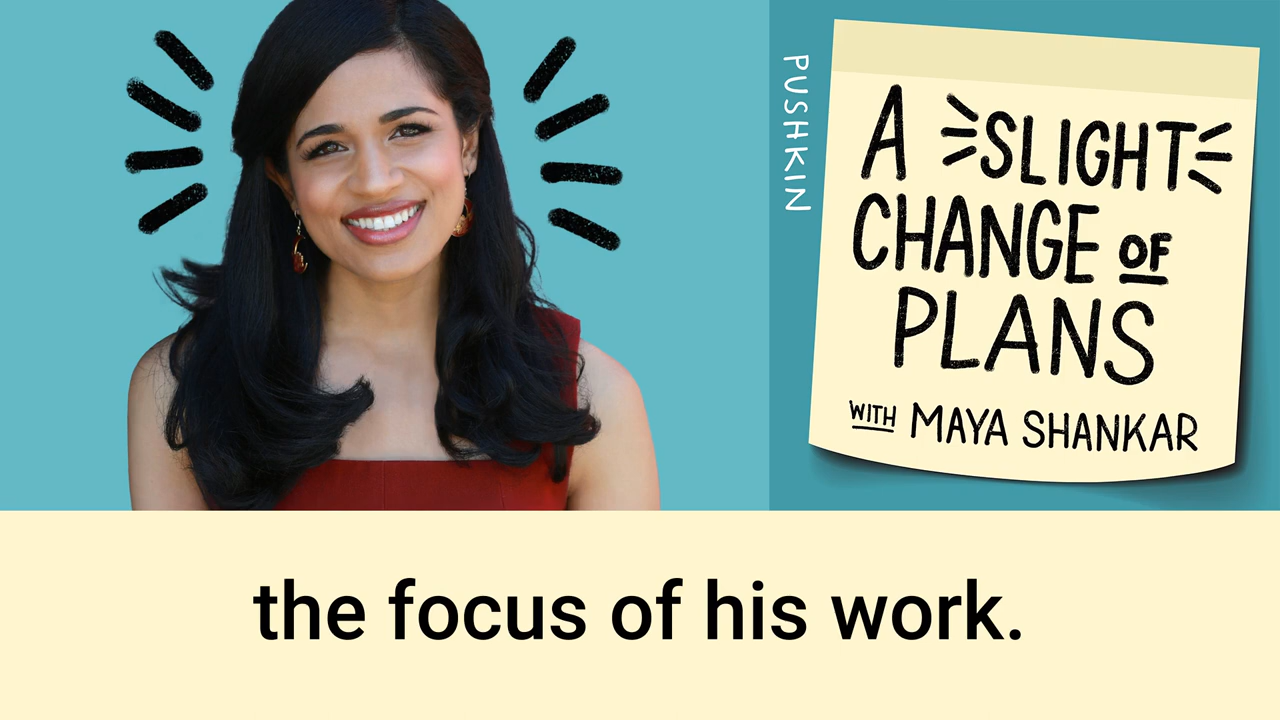 PUSHKIN
A SLIGHT
CHANGE OF
PLANS
WITH MAYA SHANKAR
the focus of his work.